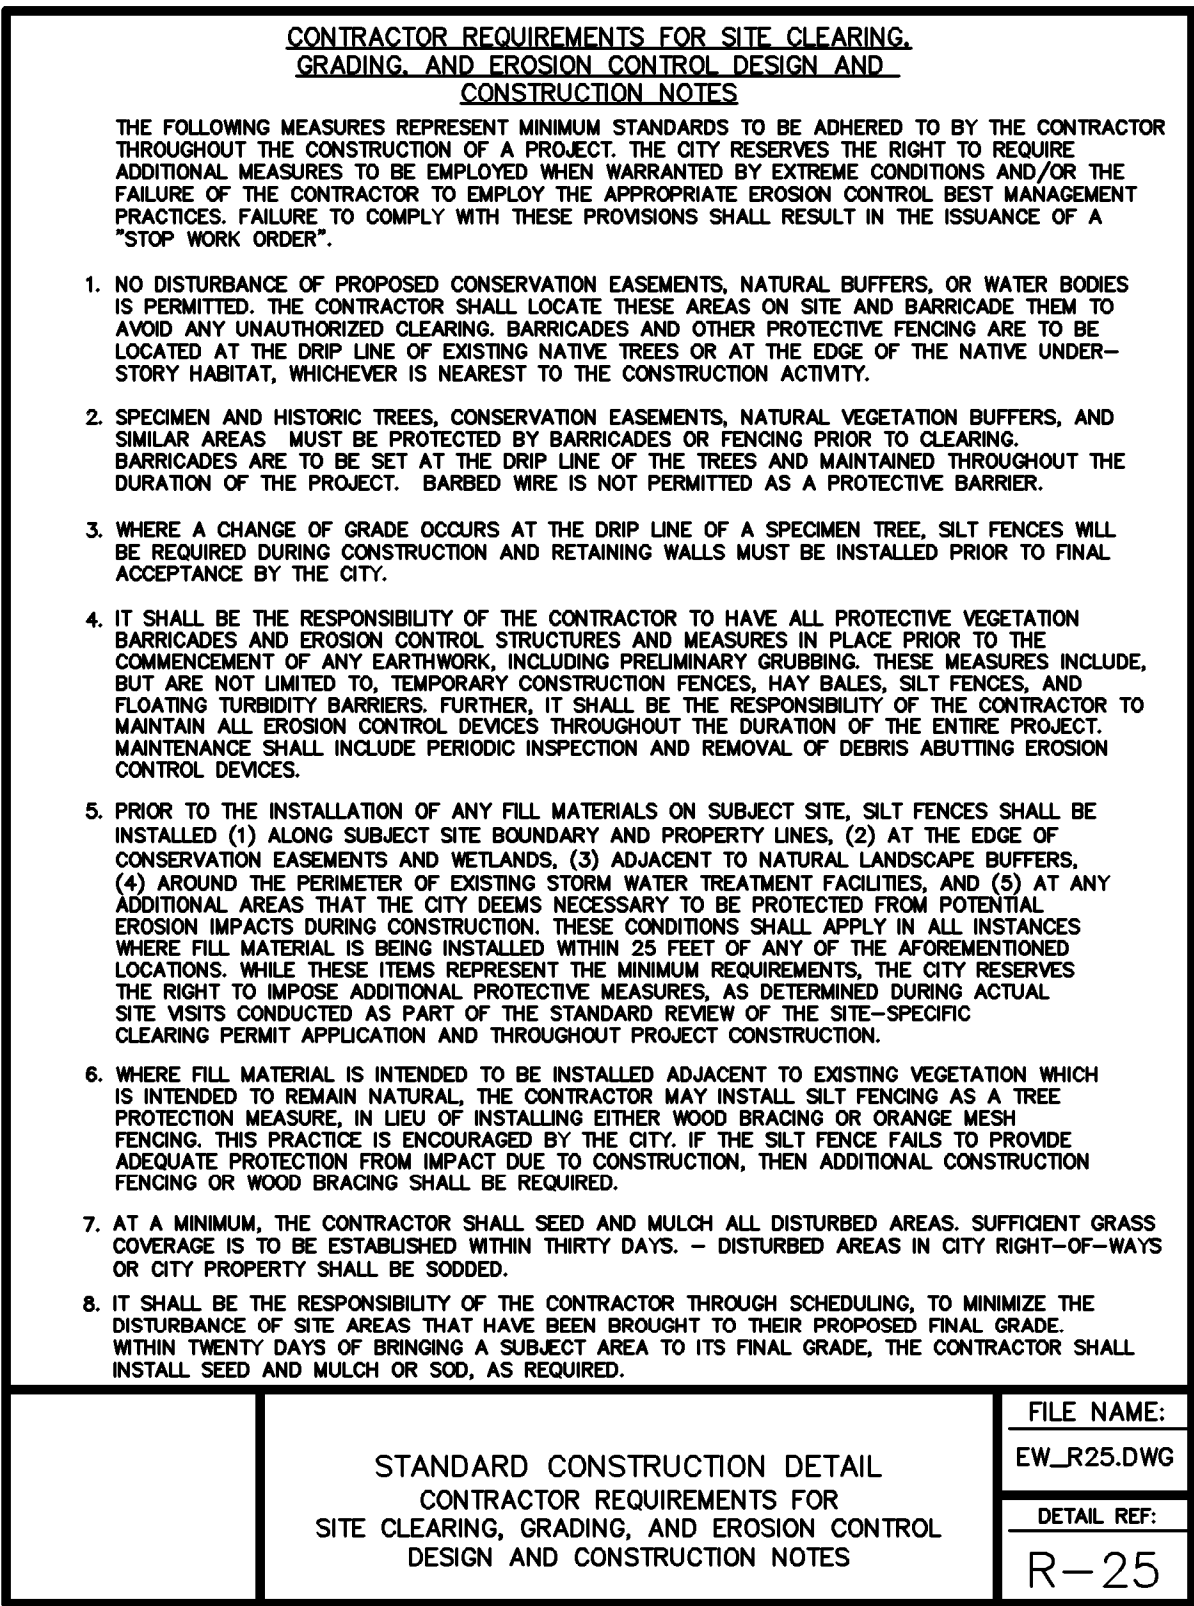 CONTRACTOR REQUIREMENTS FOR SITE CLEARING,
GRADING, AND EROSION CONTROL DESIGN AND
CONSTRUCTION NOTES
THE FOLLOWING MEASURES REPRESENT MINIMUM STANDARDS TO BE ADHERED TO BY THE CONTRACTOR
THROUGHOUT THE CONSTRUCTION OF A PROJECT. THE CITY RESERVES THE RIGHT TO REQUIRE
ADDITIONAL MEASURES TO BE EMPLOYED WHEN WARRANTED BY EXTREME CONDITIONS AND/OR THE
FAILURE OF THE CONTRACTOR TO EMPLOY THE APPROPRIATE EROSION CONTROL BEST MANAGEMENT
PRACTICES. FAILURE TO COMPLY WITH THESE PROVISIONS SHALL RESULT IN THE ISSUANCE OF A
"STOP WORK ORDER".
1. NO DISTURBANCE OF PROPOSED CONSERVATION EASEMENTS, NATURAL BUFFERS, OR WATER BODIES
IS PERMITTED. THE CONTRACTOR SHALL LOCATE THESE AREAS ON SITE AND BARRICADE THEM TO
AVOID ANY UNAUTHORIZED CLEARING. BARRICADES AND OTHER PROTECTIVE FENCING ARE TO BE
LOCATED AT THE DRIP LINE OF EXISTING NATIVE TREES OR AT THE EDGE OF THE NATIVE UNDER-
STORY HABITAT, WHICHEVER IS NEAREST TO THE CONSTRUCTION ACTIVITY.
2. SPECIMEN AND HISTORIC TREES, CONSERVATION EASEMENTS, NATURAL VEGETATION BUFFERS, AND
SIMILAR AREAS MUST BE PROTECTED BY BARRICADES OR FENCING PRIOR TO CLEARING.
BARRICADES ARE TO BE SET AT THE DRIP LINE OF THE TREES AND MAINTAINED THROUGHOUT THE
DURATION OF THE PROJECT. BARBED WIRE IS NOT PERMITTED AS A PROTECTIVE BARRIER.
3. WHERE A CHANGE OF GRADE OCCURS AT THE DRIP LINE OF A SPECIMEN TREE, SILT FENCES WILL
BE REQUIRED DURING CONSTRUCTION AND RETAINING WALLS MUST BE INSTALLED PRIOR TO FINAL
ACCEPTANCE BY THE CITY.
4. IT SHALL BE THE RESPONSIBILITY OF THE CONTRACTOR TO HAVE ALL PROTECTIVE VEGETATION
BARRICADES AND EROSION CONTROL STRUCTURES AND MEASURES IN PLACE PRIOR TO THE
COMMENCEMENT OF ANY EARTHWORK, INCLUDING PRELIMINARY GRUBBING. THESE MEASURES INCLUDE,
BUT ARE NOT LIMITED TO, TEMPORARY CONSTRUCTION FENCES, HAY BALES, SILT FENCES, AND
FLOATING TURBIDITY BARRIERS. FURTHER, IT SHALL BE THE RESPONSIBILITY OF THE CONTRACTOR TO
MAINTAIN ALL EROSION CONTROL DEVICES THROUGHOUT THE DURATION OF THE ENTIRE PROJECT.
MAINTENANCE SHALL INCLUDE PERIODIC INSPECTION AND REMOVAL OF DEBRIS ABUTTING EROSION
CONTROL DEVICES.
5. PRIOR TO THE INSTALLATION OF ANY FILL MATERIALS ON SUBJECT SITE, SILT FENCES SHALL BE
INSTALLED (1) ALONG SUBJECT SITE BOUNDARY AND PROPERTY LINES, (2) AT THE EDGE OF
CONSERVATION EASEMENTS AND WETLANDS, (3) ADJACENT TO NATURAL LANDSCAPE BUFFERS,
(4) AROUND THE PERIMETER OF EXISTING STORM WATER TREATMENT FACILITIES, AND (5) AT ANY
ADDITIONAL AREAS THAT THE CITY DEEMS NECESSARY TO BE PROTECTED FROM POTENTIAL
EROSION IMPACTS DURING CONSTRUCTION. THESE CONDITIONS SHALL APPLY IN ALL INSTANCES
WHERE FILL MATERIAL IS BEING INSTALLED WITHIN 25 FEET OF ANY OF THE AFOREMENTIONED
LOCATIONS. WHILE THESE ITEMS REPRESENT THE MINIMUM REQUIREMENTS, THE CITY RESERVES
THE RIGHT TO IMPOSE ADDITIONAL PROTECTIVE MEASURES, AS DETERMINED DURING ACTUAL
SITE VISITS CONDUCTED AS PART OF THE STANDARD REVIEW OF THE SITE-SPECIFIC
CLEARING PERMIT APPLICATION AND THROUGHOUT PROJECT CONSTRUCTION.
6. WHERE FILL MATERIAL IS INTENDED TO BE INSTALLED ADJACENT TO EXISTING VEGETATION WHICH
IS INTENDED TO REMAIN NATURAL, THE CONTRACTOR MAY INSTALL SILT FENCING AS A TREE
PROTECTION MEASURE, IN LIEU OF INSTALLING EITHER WOOD BRACING OR ORANGE MESH
FENCING. THIS PRACTICE IS ENCOURAGED BY THE CITY. IF THE SILT FENCE FAILS TO PROVIDE
ADEQUATE PROTECTION FROM IMPACT DUE TO CONSTRUCTION, THEN ADDITIONAL CONSTRUCTION
FENCING OR WOOD BRACING SHALL BE REQUIRED.
7. AT A MINIMUM, THE CONTRACTOR SHALL SEED AND MULCH ALL DISTURBED AREAS. SUFFICIENT GRASS
COVERAGE IS TO BE ESTABLISHED WITHIN THIRTY DAYS. - DISTURBED AREAS IN CITY RIGHT-OF-WAYS
OR CITY PROPERTY SHALL BE SODDED.
8. IT SHALL BE THE RESPONSIBILITY OF THE CONTRACTOR THROUGH SCHEDULING, TO MINIMIZE THE
DISTURBANCE OF SITE AREAS THAT HAVE BEEN BROUGHT TO THEIR PROPOSED FINAL GRADE.
WITHIN TWENTY DAYS OF BRINGING A SUBJECT AREA TO ITS FINAL GRADE, THE CONTRACTOR SHALL
INSTALL SEED AND MULCH OR SOD, AS REQUIRED.
STANDARD CONSTRUCTION DETAIL
CONTRACTOR REQUIREMENTS FOR
SITE CLEARING, GRADING, AND EROSION CONTROL
DESIGN AND CONSTRUCTION NOTES
FILE NAME:
EW_R25.DWG
DETAIL REF:
R-25